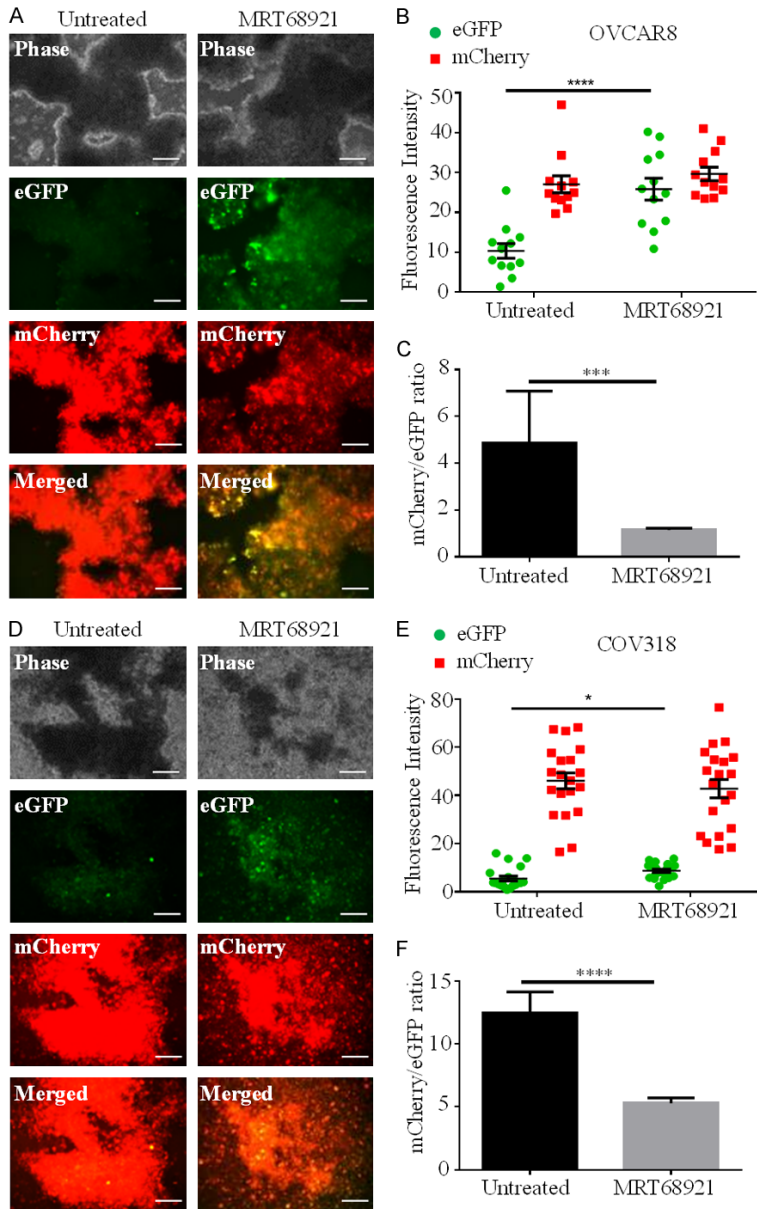 A
Untreated
MRT68921
Phase
Phase
eGFP
eGFP
mCherry
mCherry
Merged
Merged
B
eGFP
mCherry
OVCAR8
****
Fluorescence Intensity
50
40
30
20
10
0
Untreated
MRT68921
C
***
mCherry/eGFP ratio
8
6
4
2
0
Untreated
MRT68921
D
Untreated
MRT68921
Phase
Phase
eGFP
eGFP
mCherry
mCherry
Merged
Merged
E
eGFP
mCherry
COV318
*
Fluorescence Intensity
80
60
40
20
0
Untreated
MRT68921
F
****
mCherry/eGFP ratio
15
10
5
0
Untreated
MRT68921